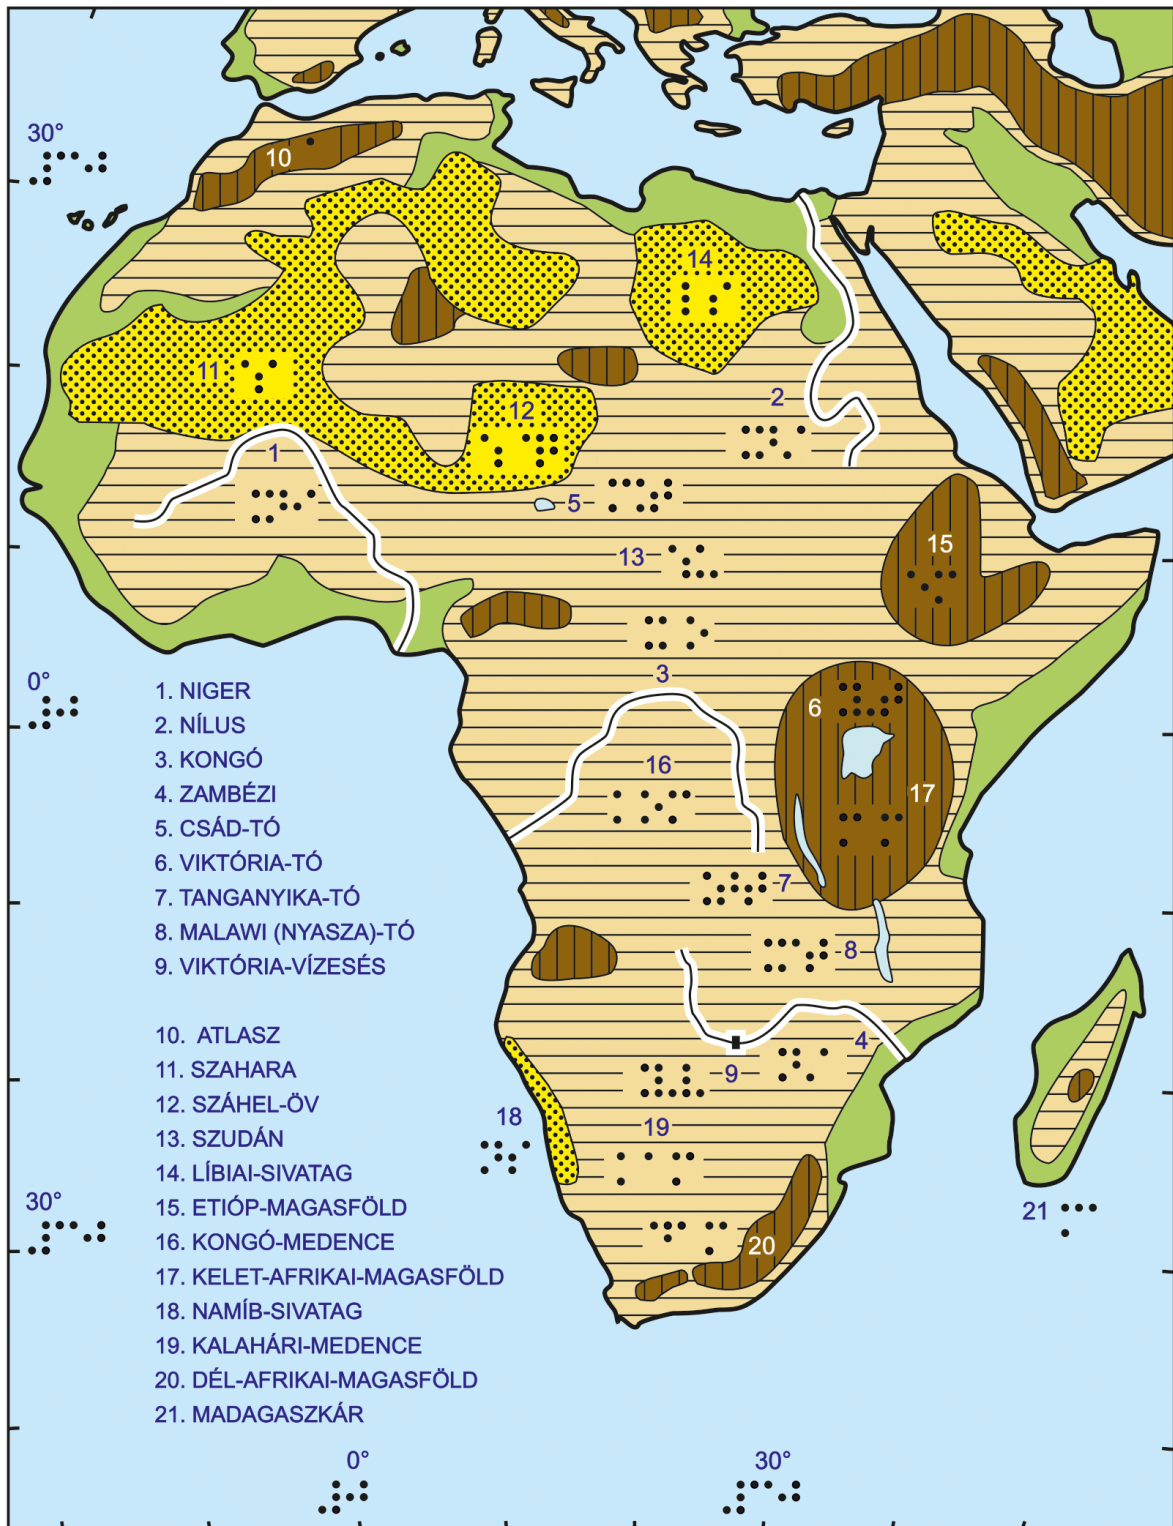 30°
10
14
11
12
2
1
5
13
15
3
6
0°
16
17
7
8
4
9
18
19
30°
21
20
1. NIGER
2. NÍLUS
3. KONGÓ
4. ZAMBÉZI
5. CSÁD-TÓ
6. VIKTÓRIA-TÓ
7. TANGANYIKA-TÓ
8. MALAWI (NYASZA)-TÓ
9. VIKTÓRIA-VÍZESÉS
10. ATLASZ
11. SZAHARA
12. SZÁHEL-ÖV
13. SZUDÁN
14. LÍBIAI-SIVATAG
15. ETIÓP-MAGASFÖLD
16. KONGÓ-MEDENCE
17. KELET-AFRIKAI-MAGASFÖLD
18. NAMÍB-SIVATAG
19. KALAHÁRI-MEDENCE
20. DÉL-AFRIKAI-MAGASFÖLD
21. MADAGASZKÁR
0°
30°